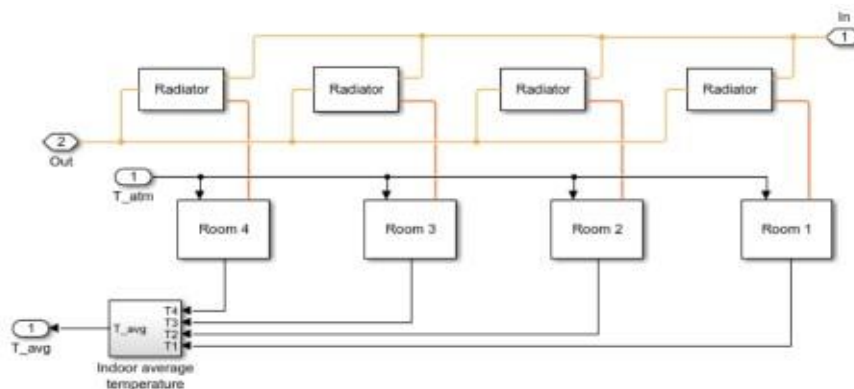 In
1
Radiator
Radiator
Radiator
Radiator
2
Out
1
T_atm
Room 4
Room 3
Room 2
Room 1
T4
T3
T2
T1
T_avg
1
T_avg
Indoor average
temperature